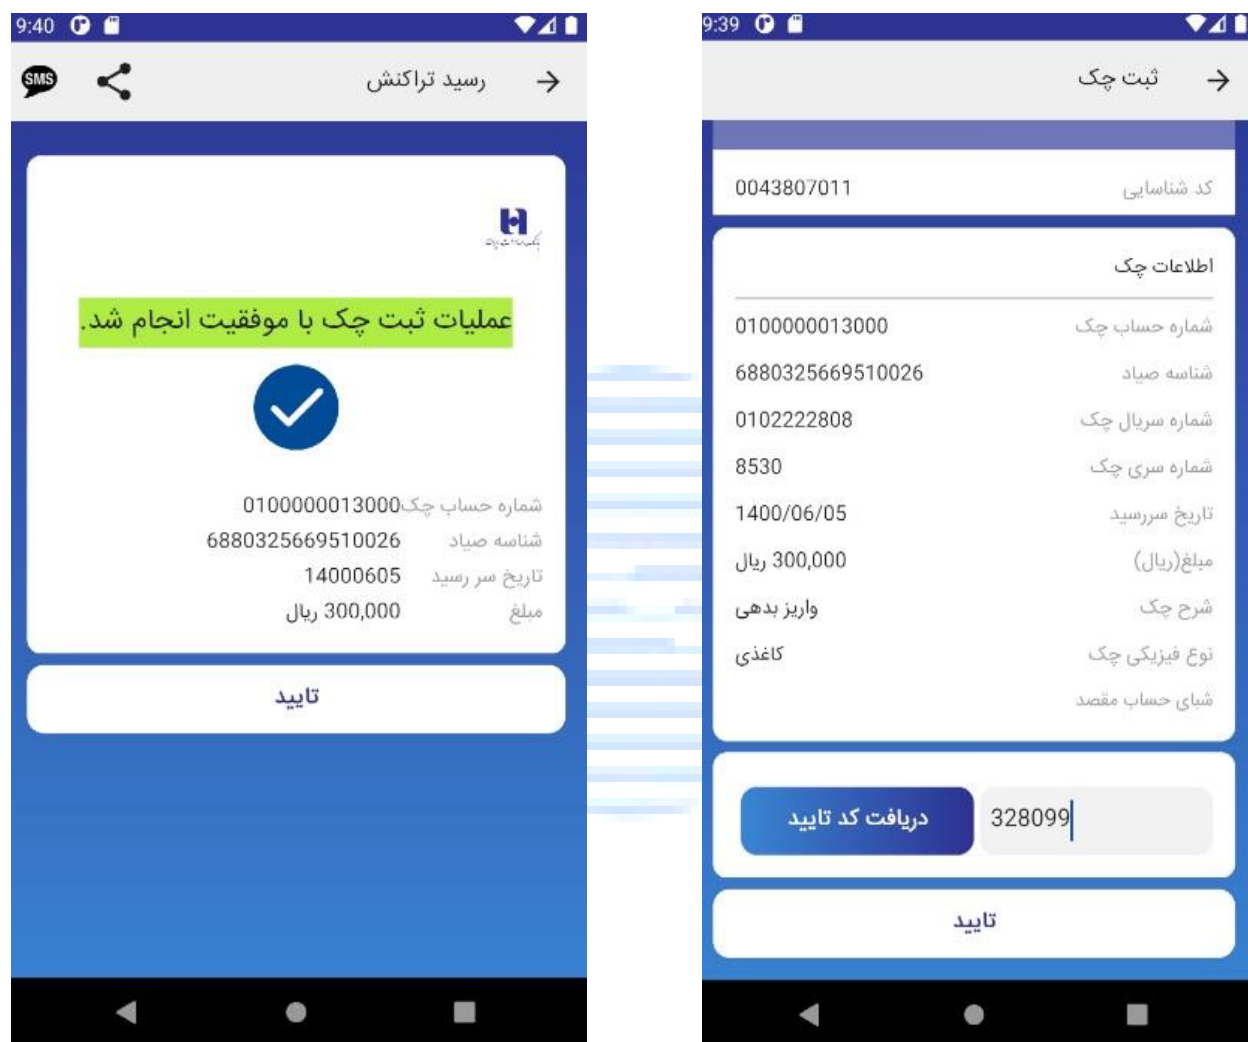 9:39
ثبت چک
کد شناسایی 0043807011
اطلاعات چک
شماره حساب چک 0100000013000
شناسه صیاد 6880325669510026
شماره سریال چک 0102222808
شماره سری چک 8530
تاریخ سررسید 1400/06/05
مبلغ(ریال) 300,000 ریال
شرح چک واریز بدهی
نوع فیزیکی چک کاغذی
شبای حساب مقصد
328099 دریافت کد تایید
تایید
9:40
رسید تراکنش SMS
عملیات ثبت چک با موفقیت انجام شد.
شماره حساب چک 0100000013000
شناسه صیاد 6880325669510026
تاریخ سر رسید 14000605
مبلغ 300,000 ریال
تایید